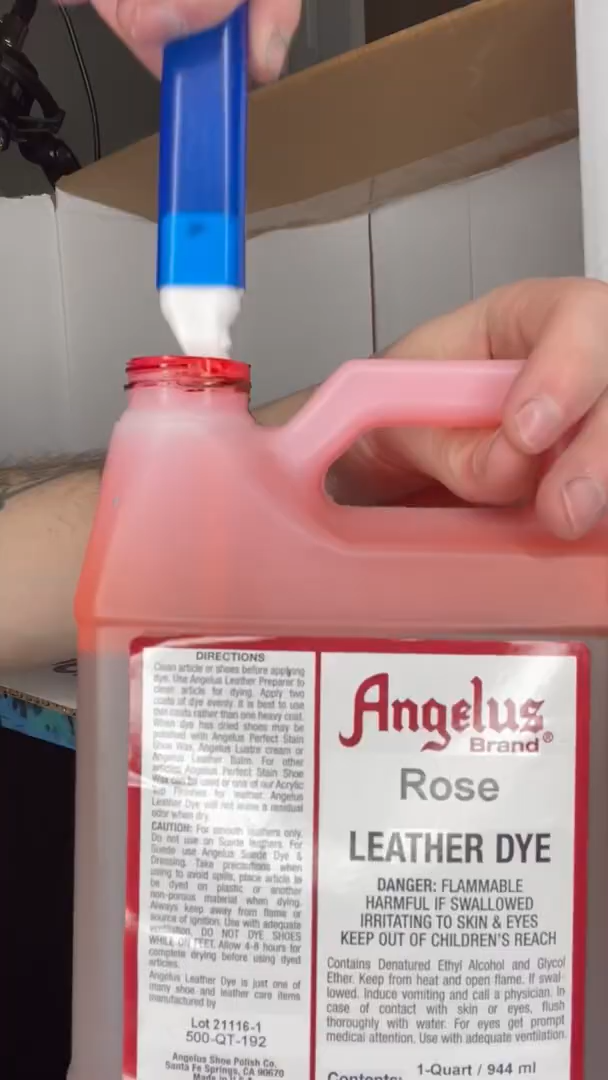 DIRECTIONS
Clean article or shoes before applying
dye. Use Angelus Leather Preparer to
clean article for dying. Apply two
coats of dye evenly. It is best to use
thin coats rather than one heavy coat.
When dye has dried shoes may be
polished with Angelus Perfect Stain
Shoe Wax, Angelus Lustre cream or
Angelus Leather Balm. For other
articles Angelus Perfect Stain Shoe
Wax can be used or one of our Acrylic
Top Finishes for leather. Angelus
Leather Dye will not leave a residual
odor when dry.
CAUTION: For smooth leathers only.
Do not use on Suede leathers. For
Suede use Angelus Suede Dye &
Dressing. Take precautions when
using to avoid spills, place article to
be dyed on plastic or another
non-porous material when dying.
Always keep away from flame or
source of ignition. Use with adequate
ventilation. DO NOT DYE SHOES
WHILE ON FEET. Allow 4-8 hours for
complete drying before using dyed
articles.
Angelus Leather Dye is just one of
many shoe and leather care items
manufactured by
Lot 21116-1
500-QT-192
Angelus Shoe Polish Co.
Santa Fe Springs, CA 90670
Made in U.S.A.
Angelus
Brand®
Rose
LEATHER DYE
DANGER: FLAMMABLE
HARMFUL IF SWALLOWED
IRRITATING TO SKIN & EYES
KEEP OUT OF CHILDREN'S REACH
Contains Denatured Ethyl Alcohol and Glycol
Ether. Keep from heat and open flame. If swal-
lowed. Induce vomiting and call a physician. In
case of contact with skin or eyes, flush
thoroughly with water. For eyes get prompt
medical attention. Use with adequate ventilation.
Contents: 1-Quart / 944 ml